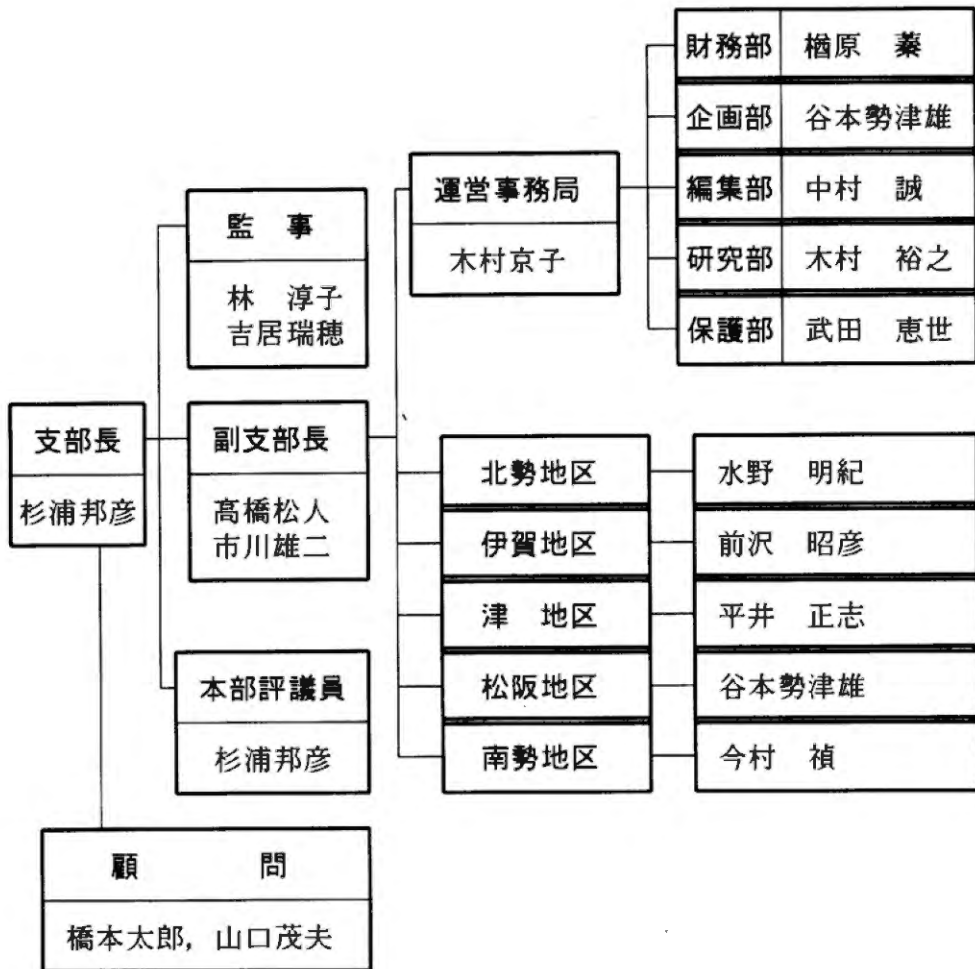 支部長
杉浦邦彦
監　事
林　淳子
吉居瑞穂
副支部長
高橋松人
市川雄二
本部評議員
杉浦邦彦
顧　問
橋本太郎, 山口茂夫
運営事務局
木村京子
財務部　楢原　蓁
企画部　谷本勢津雄
編集部　中村　誠
研究部　木村　裕之
保護部　武田　恵世
北勢地区　水野　明紀
伊賀地区　前沢　昭彦
津　地区　平井　正志
松阪地区　谷本勢津雄
南勢地区　今村　禎